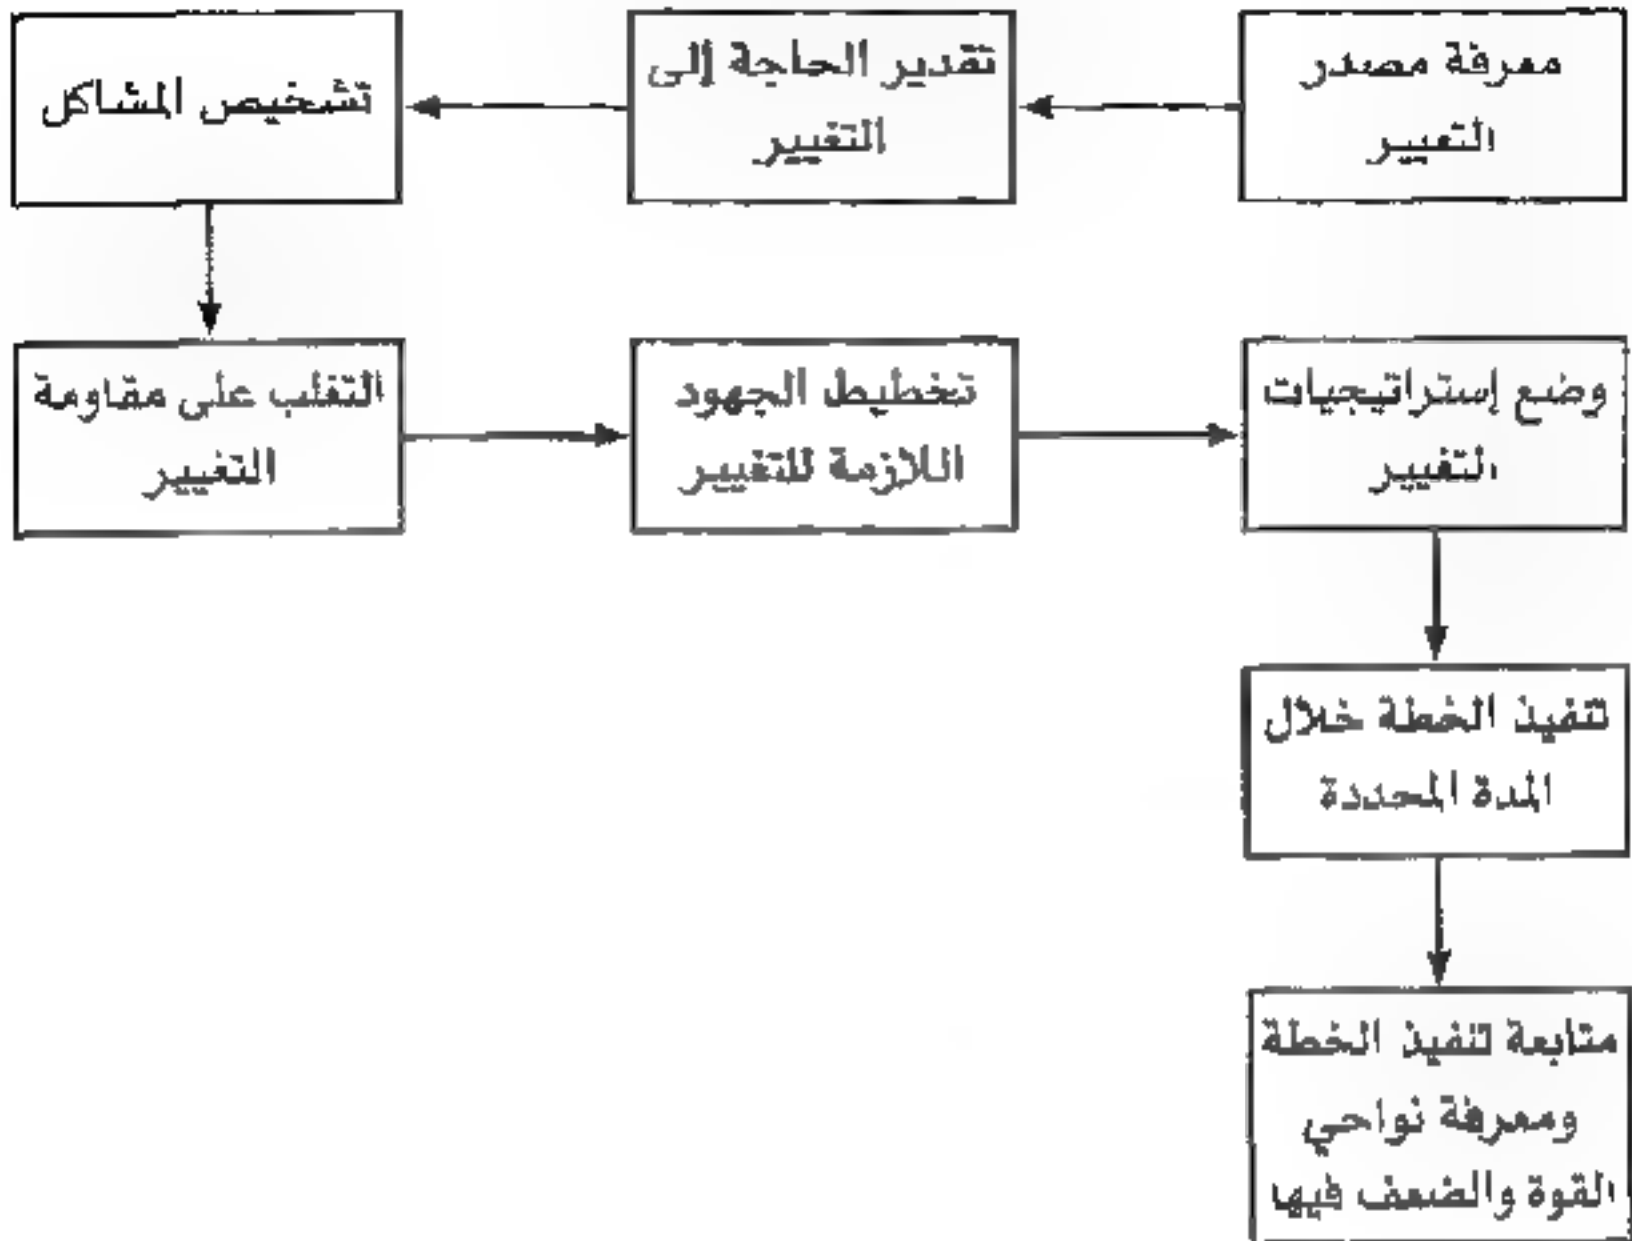 معرفة مصدر
التغيير
تقدير الحاجة إلى
التغيير
تشخيص المشاكل
التغلب على مقاومة
التغيير
تخطيط الجهود
اللازمة للتغيير
وضع إستراتيجيات
التغيير
تنفيذ الخطة خلال
المدة المحددة
متابعة تنفيذ الخطة
ومعرفة نواحي
القوة والضعف فيها